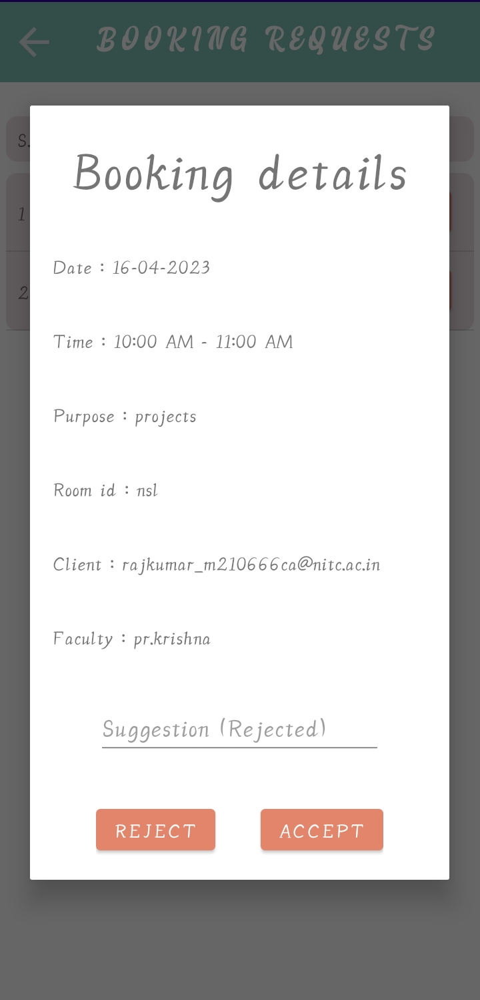 BOOKING REQUESTS
S.
1
2
Booking details
Date : 16-04-2023
Time : 10:00 AM - 11:00 AM
Purpose : projects
Room id : nsl
Client : rajkumar_m210666ca@nitc.ac.in
Faculty : pr.krishna
Suggestion (Rejected)
REJECT ACCEPT